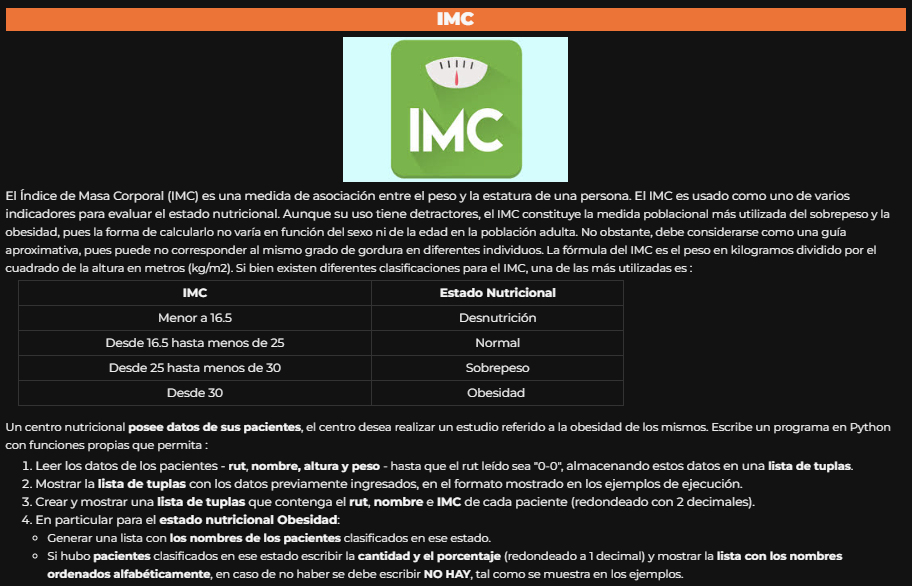 IMC
IMC
El Índice de Masa Corporal (IMC) es una medida de asociación entre el peso y la estatura de una persona. El IMC es usado como uno de varios
indicadores para evaluar el estado nutricional. Aunque su uso tiene detractores, el IMC constituye la medida poblacional más utilizada del sobrepeso y la
obesidad, pues la forma de calcularlo no varía en función del sexo ni de la edad en la población adulta. No obstante, debe considerarse como una guía
aproximativa, pues puede no corresponder al mismo grado de gordura en diferentes individuos. La fórmula del IMC es el peso en kilogramos dividido por el
cuadrado de la altura en metros (kg/m2). Si bien existen diferentes clasificaciones para el IMC, una de las más utilizadas es :
IMC Estado Nutricional
Menor a 16.5 Desnutrición
Desde 16.5 hasta menos de 25 Normal
Desde 25 hasta menos de 30 Sobrepeso
Desde 30 Obesidad
Un centro nutricional posee datos de sus pacientes, el centro desea realizar un estudio referido a la obesidad de los mismos. Escribe un programa en Python
con funciones propias que permita :
1. Leer los datos de los pacientes - rut, nombre, altura y peso - hasta que el rut leído sea "0-0", almacenando estos datos en una lista de tuplas.
2. Mostrar la lista de tuplas con los datos previamente ingresados, en el formato mostrado en los ejemplos de ejecución.
3. Crear y mostrar una lista de tuplas que contenga el rut, nombre e IMC de cada paciente (redondeado con 2 decimales).
4. En particular para el estado nutricional Obesidad:
Generar una lista con los nombres de los pacientes clasificados en ese estado.
Si hubo pacientes clasificados en ese estado escribir la cantidad y el porcentaje (redondeado a 1 decimal) y mostrar la lista con los nombres
ordenados alfabéticamente, en caso de no haber se debe escribir NO HAY, tal como se muestra en los ejemplos.